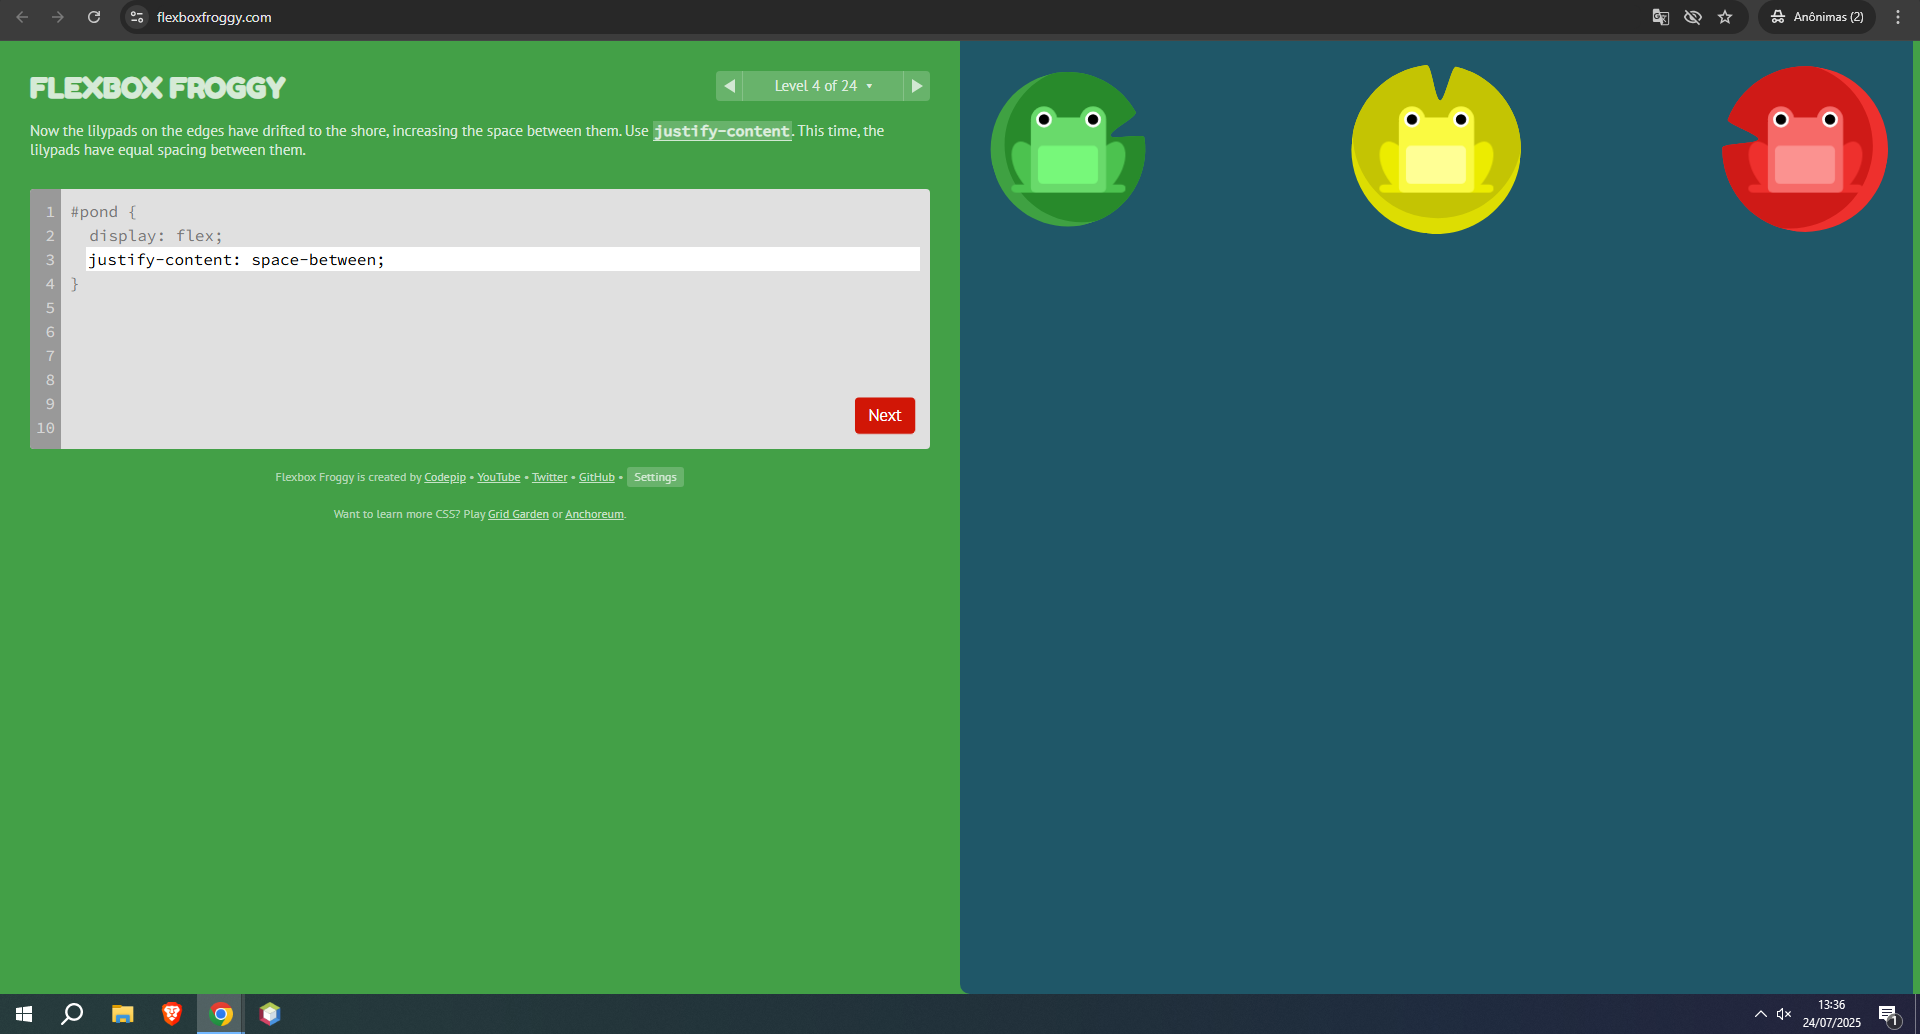 flexboxfroggy.com
Anônimas (2)
FLEXBOX FROGGY
Level 4 of 24
Now the lilypads on the edges have drifted to the shore, increasing the space between them. Use justify-content. This time, the
lilypads have equal spacing between them.
1 #pond {
2 display: flex;
3 justify-content: space-between;
4 }
5
6
7
8
9
10
Next
Flexbox Froggy is created by Codepip • YouTube • Twitter • GitHub • Settings
Want to learn more CSS? Play Grid Garden or Anchoreum.
13:36
24/07/2025
1